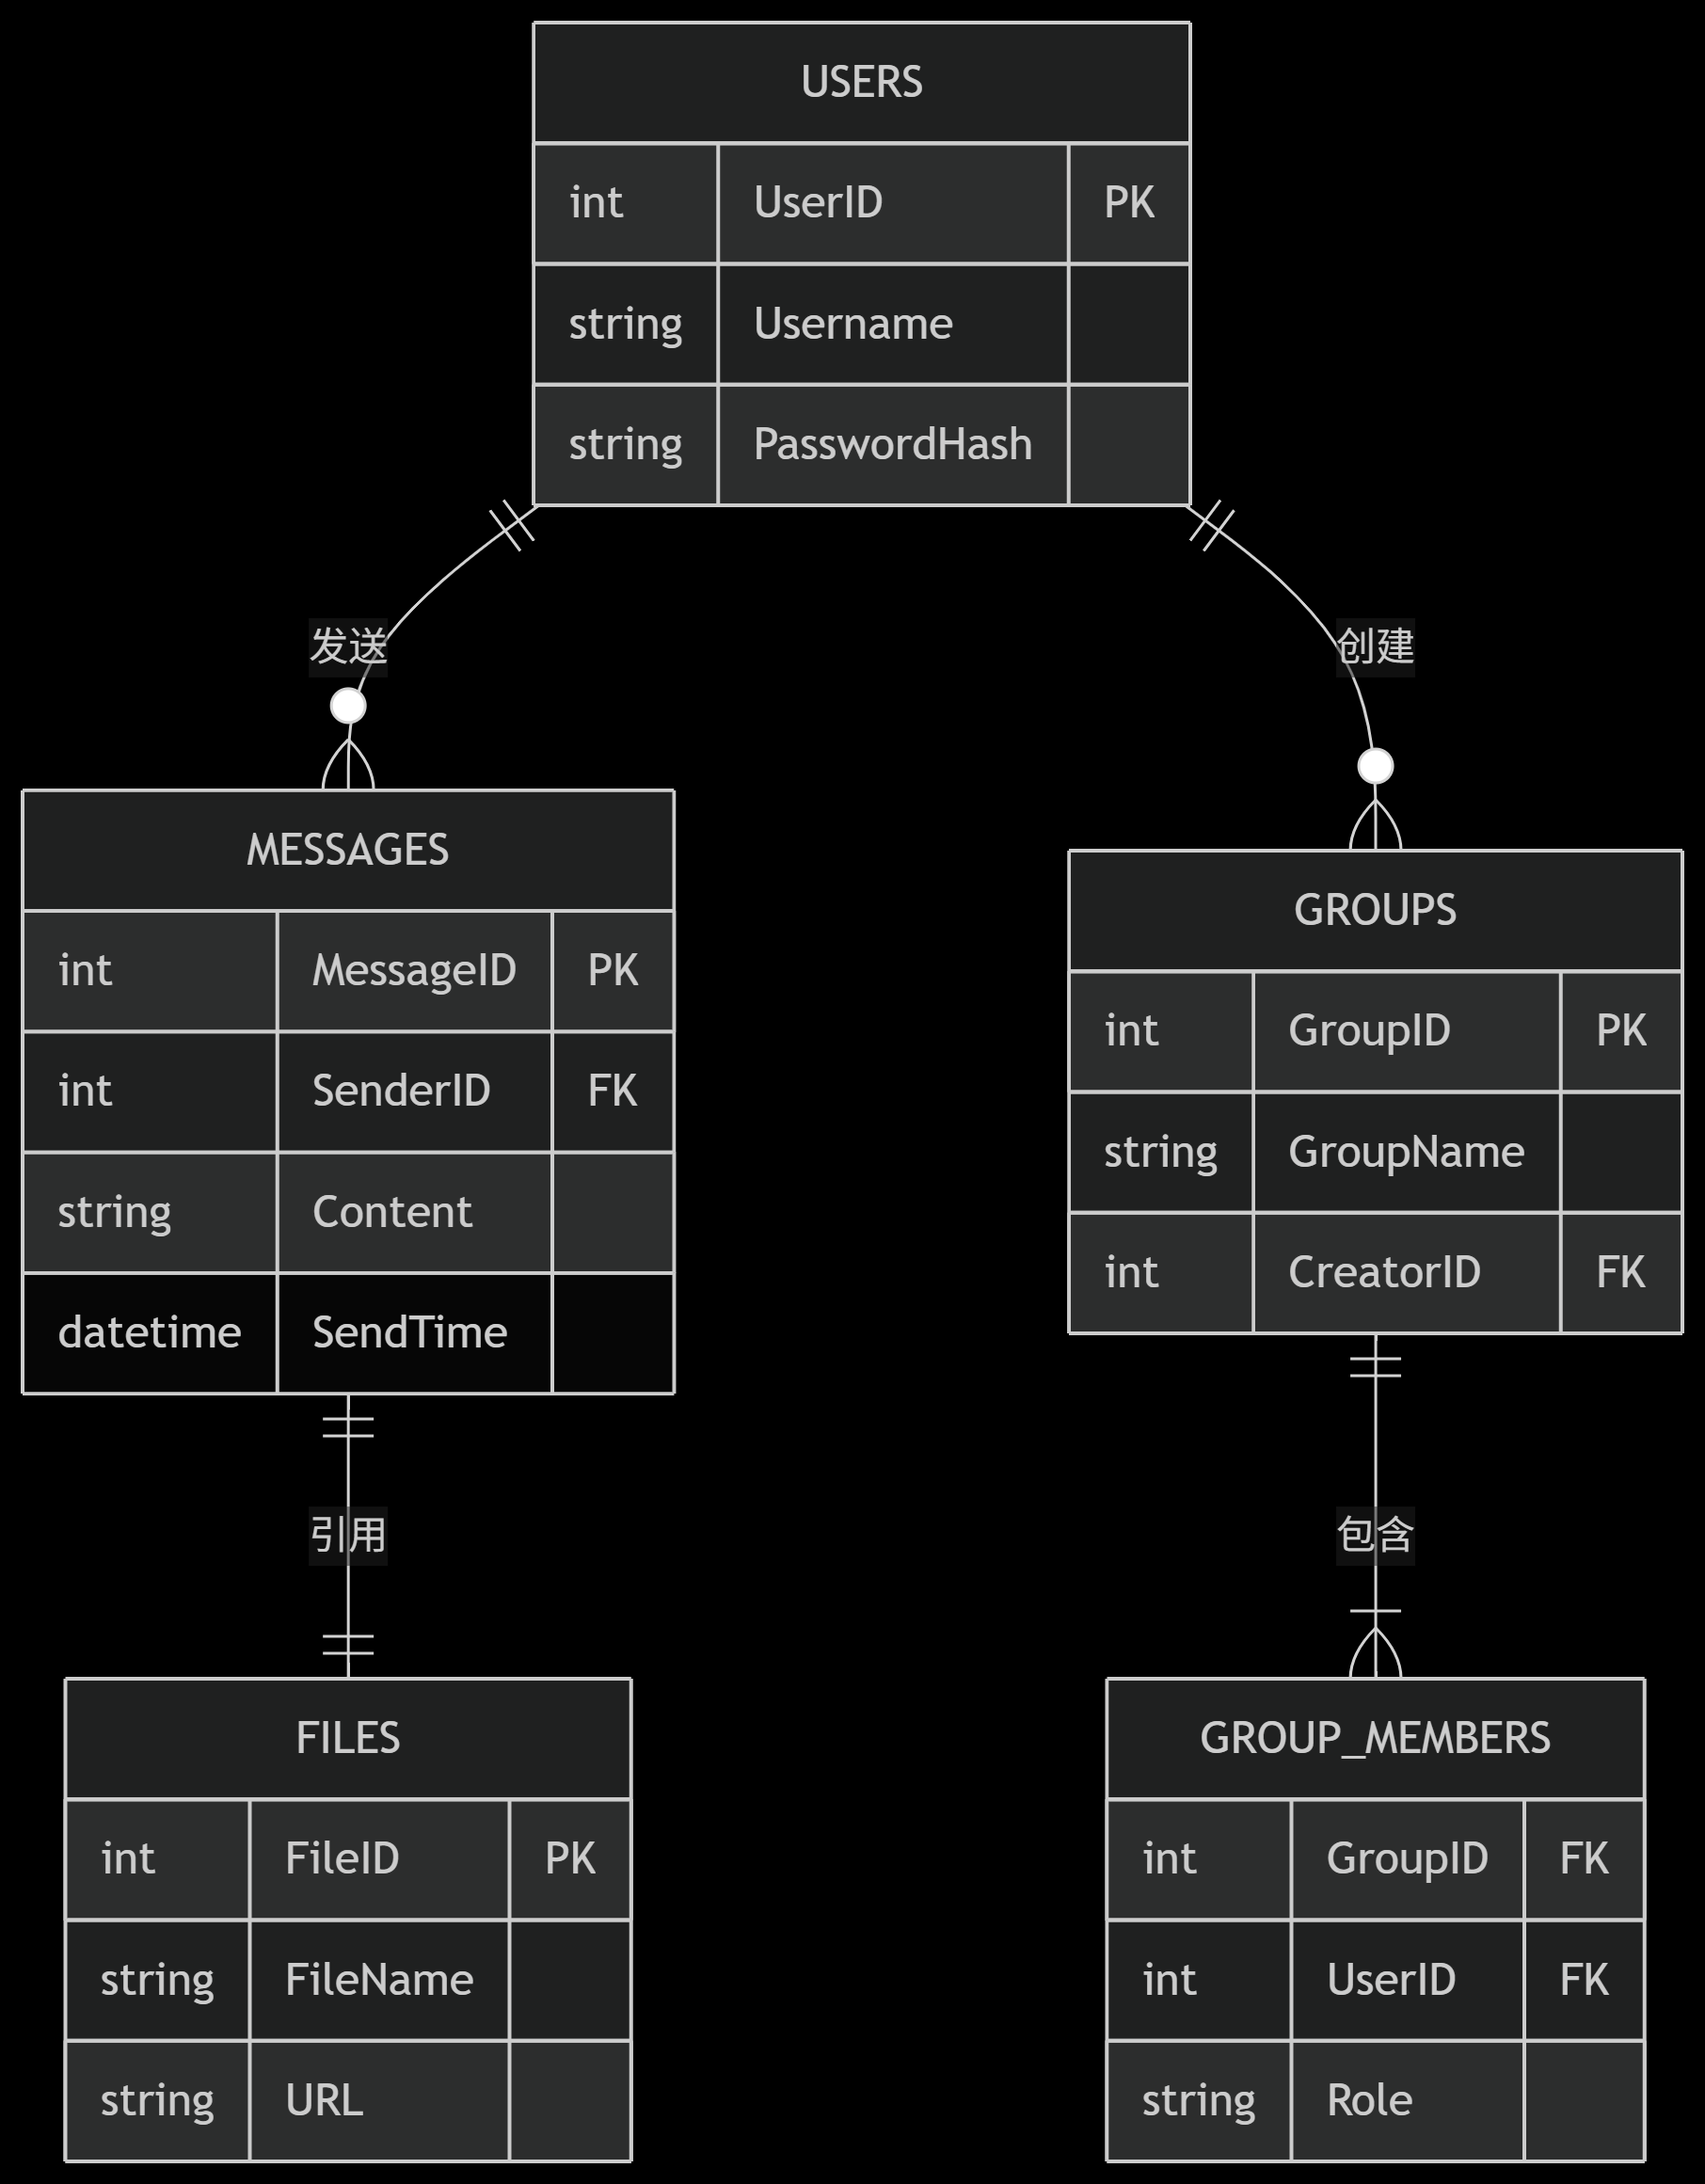 USERS
int UserID PK
string Username
string PasswordHash
发送
创建
MESSAGES
int MessageID PK
int SenderID FK
string Content
datetime SendTime
GROUPS
int GroupID PK
string GroupName
int CreatorID FK
引用
包含
FILES
int FileID PK
string FileName
string URL
GROUP_MEMBERS
int GroupID FK
int UserID FK
string Role